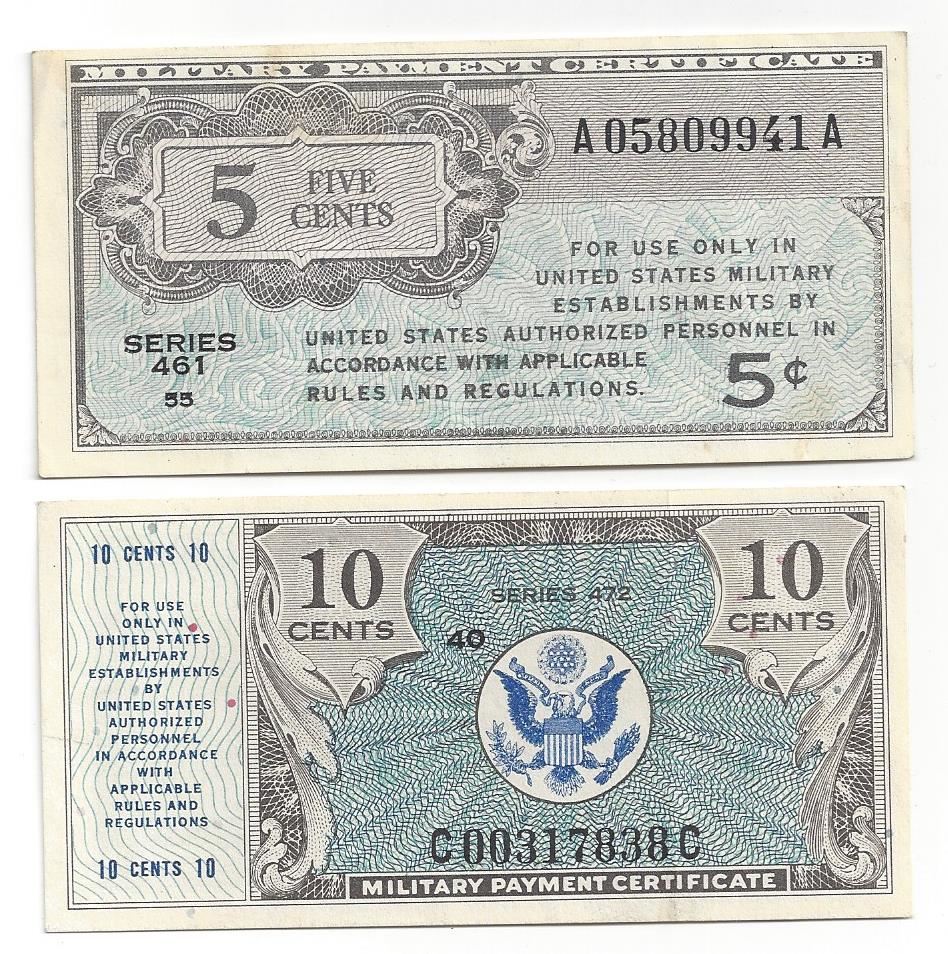 MILITARY PAYMENT CERTIFICATE
A05809941A
5 FIVE
CENTS
FOR USE ONLY IN
UNITED STATES MILITARY
ESTABLISHMENTS BY
UNITED STATES AUTHORIZED PERSONNEL IN
ACCORDANCE WITH APPLICABLE
RULES AND REGULATIONS.
SERIES
461
55
5¢
10 CENTS 10
FOR USE
ONLY IN
UNITED STATES
MILITARY
ESTABLISHMENTS
BY
UNITED STATES
AUTHORIZED
PERSONNEL
IN ACCORDANCE
WITH
APPLICABLE
RULES AND
REGULATIONS
10 CENTS 10
10
CENTS
SERIES 472
40
10
CENTS
C00317838C
MILITARY PAYMENT CERTIFICATE